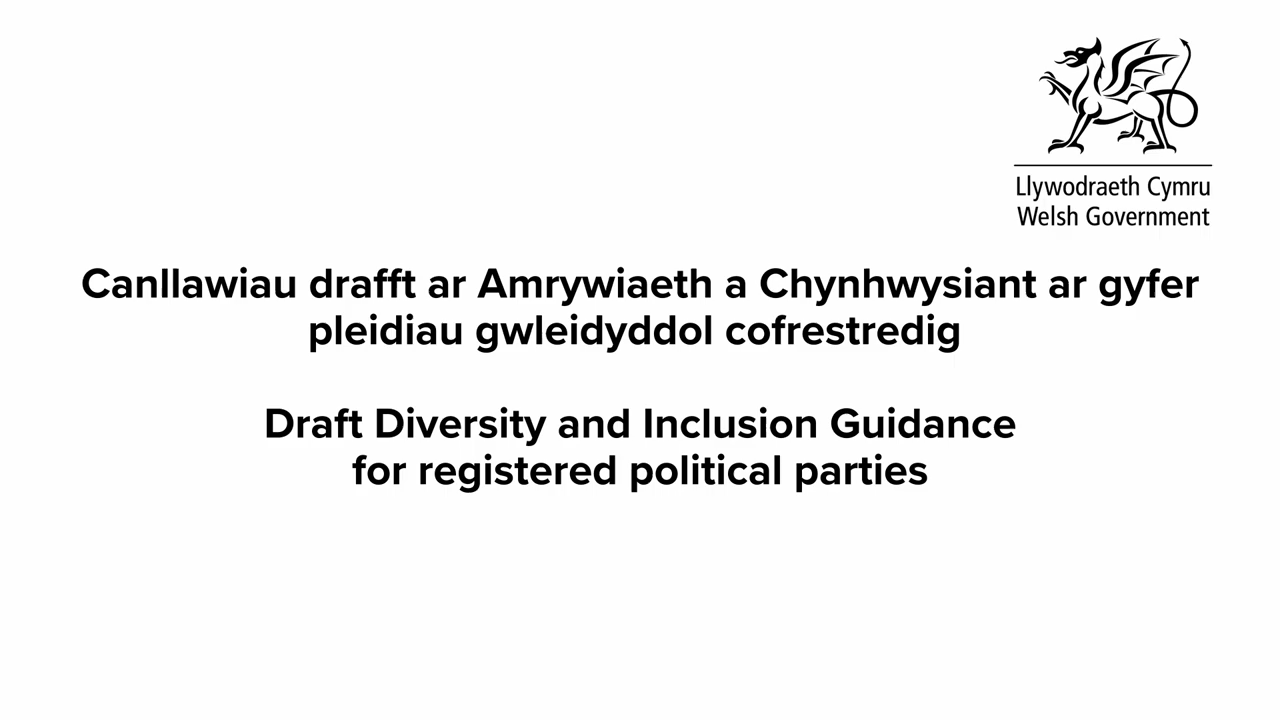 Llywodraeth Cymru
Welsh Government
Canllawiau drafft ar Amrywiaeth a Chynhwysiant ar gyfer
pleidiau gwleidyddol cofrestredig
Draft Diversity and Inclusion Guidance
for registered political parties